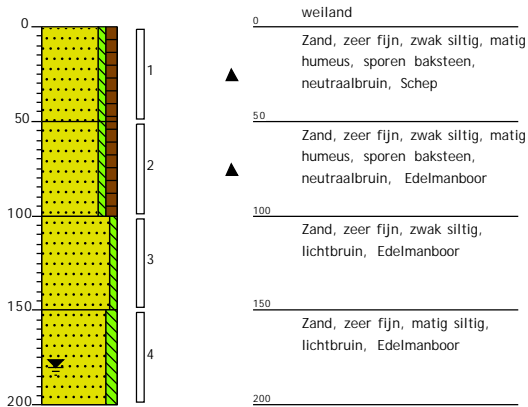 weiland
0
0
Zand, zeer fijn, zwak siltig, matig
humeus, sporen baksteen,
neutraalbruin, Schep
1
50
50
Zand, zeer fijn, zwak siltig, matig
humeus, sporen baksteen,
neutraalbruin, Edelmanboor
2
100
100
Zand, zeer fijn, zwak siltig,
lichtbruin, Edelmanboor
3
150
150
Zand, zeer fijn, matig siltig,
lichtbruin, Edelmanboor
4
200
200